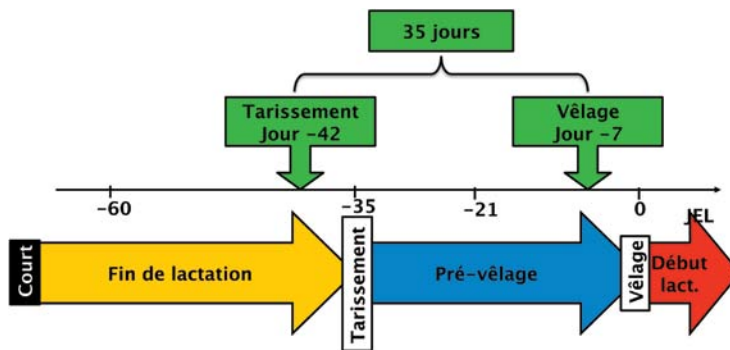 35 jours
Tarissement
Jour -42
Vêlage
Jour -7
-60
-35
-21
0
JEL
Court
Fin de lactation
Tarissement
Pré-vêlage
Vêlage
Début
lact.